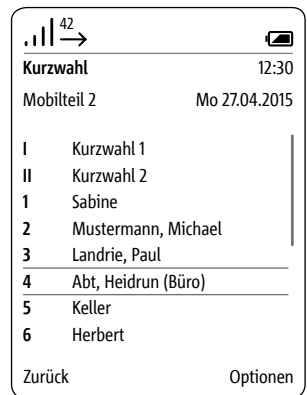 42
Kurzwahl 12:30
Mobilteil 2 Mo 27.04.2015
I Kurzwahl 1
II Kurzwahl 2
1 Sabine
2 Mustermann, Michael
3 Landrie, Paul
4 Abt, Heidrun (Büro)
5 Keller
6 Herbert
Zurück Optionen